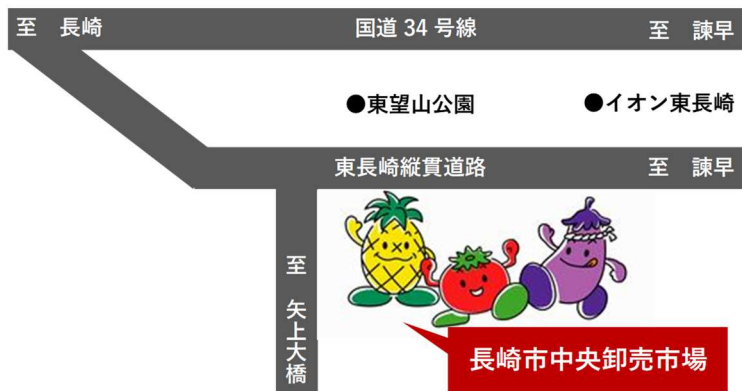 至　長崎
国道 34 号線
至　諫早
●東望山公園
●イオン東長崎
東長崎縦貫道路
至　諫早
至　矢上大橋
長崎市中央卸売市場